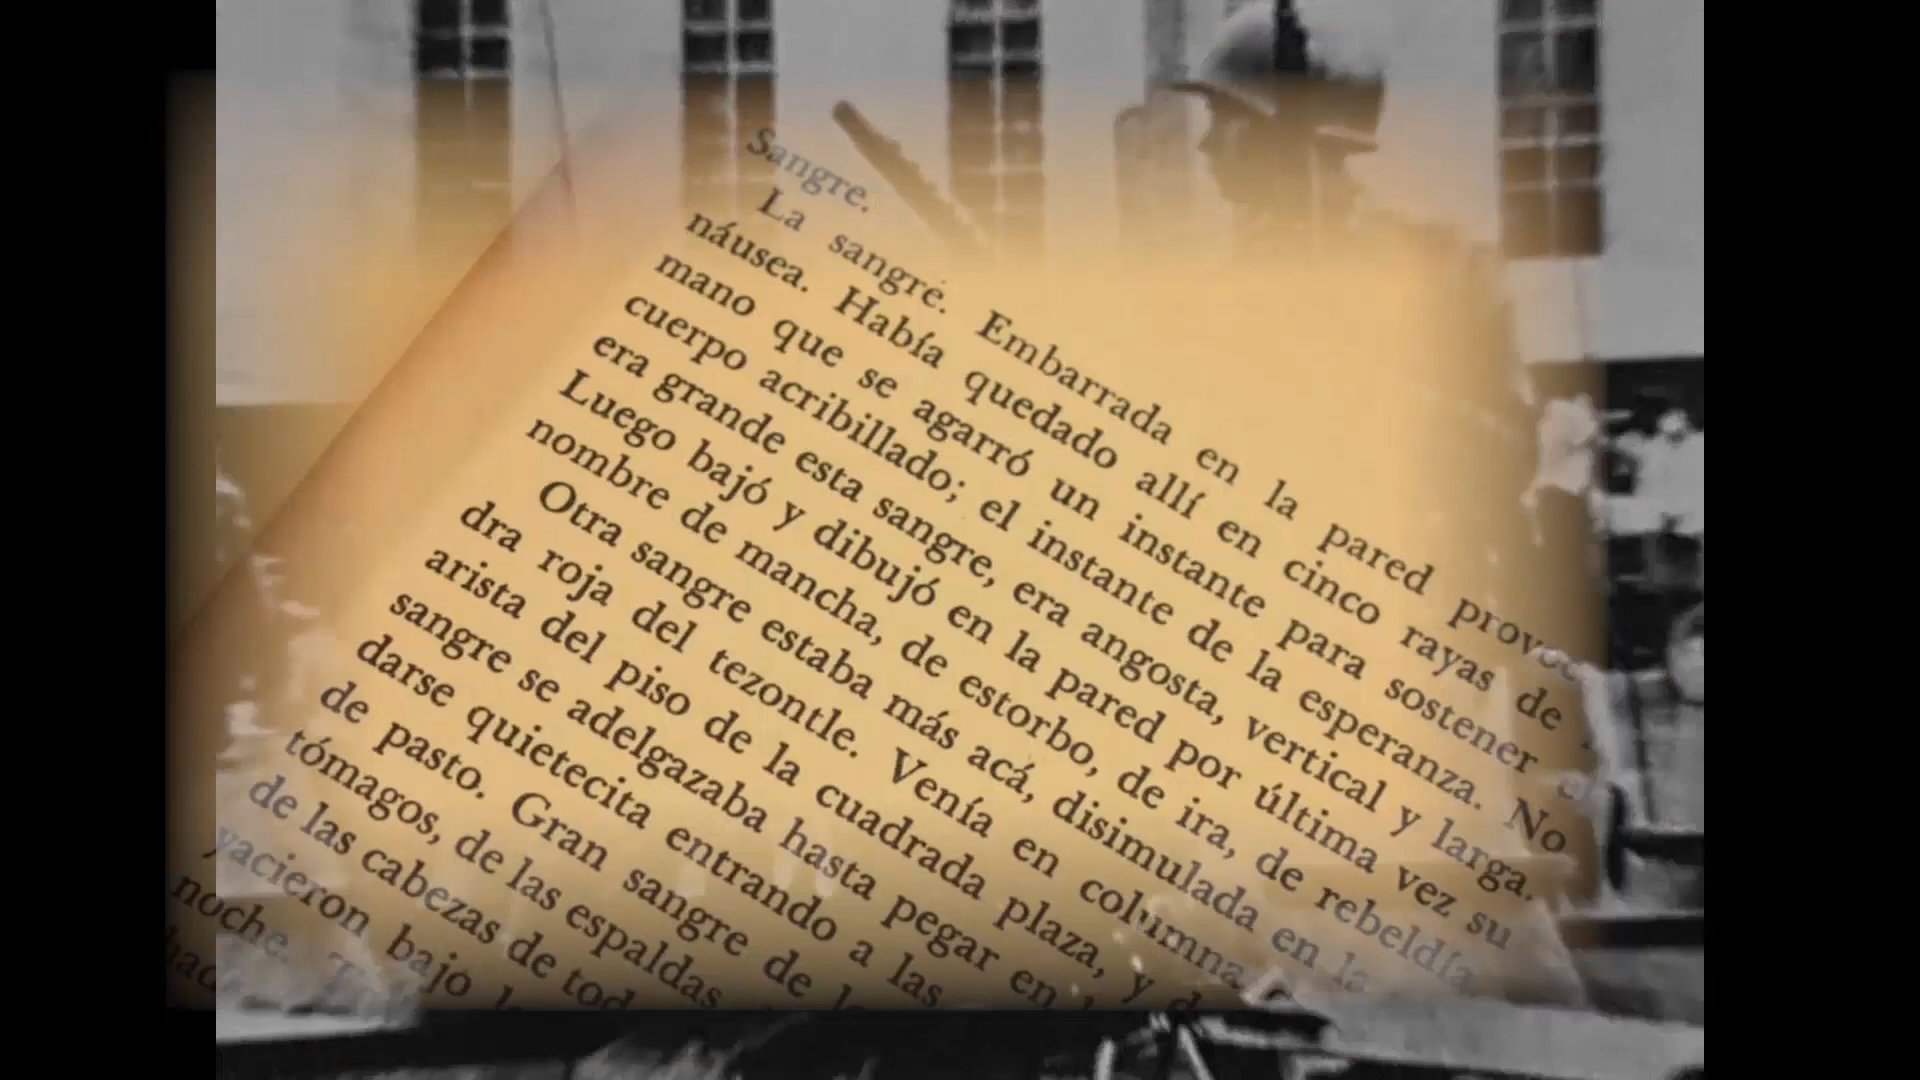 Sangre.
La sangre. Embarrada en la pared
náusea. Había quedado allí en cinco rayas de
mano que se agarró un instante para sostener el
cuerpo acribillado; el instante de la esperanza. No
era grande esta sangre, era angosta, vertical y larga.
Luego bajó y dibujó en la pared por última vez su
nombre de mancha, de estorbo, de ira, de rebeldía
Otra sangre estaba más acá, disimulada en la
dra roja del tezontle. Venía en columna
arista del piso de la cuadrada plaza, y
sangre se adelgazaba hasta pegar en
darse quietecita entrando a las
de pasto. Gran sangre de
tómagos, de las espaldas,
de las cabezas de
yacieron bajo
noche.